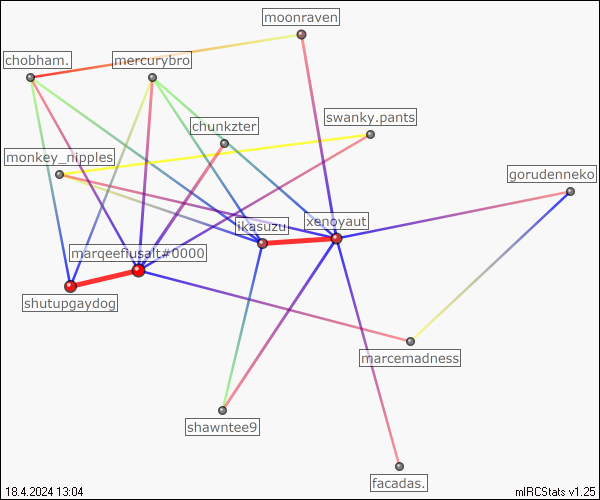 moonraven
chobham.
mercurybro
swanky.pants
chunkzter
monkey_nipples
gorudenneko
xenoyaut
ikasuzu
marqeeflusalt#0000
shutupgaydog
marcemadness
shawntee9
facadas.
18.4.2024 13:04
mIRCStats v1.25